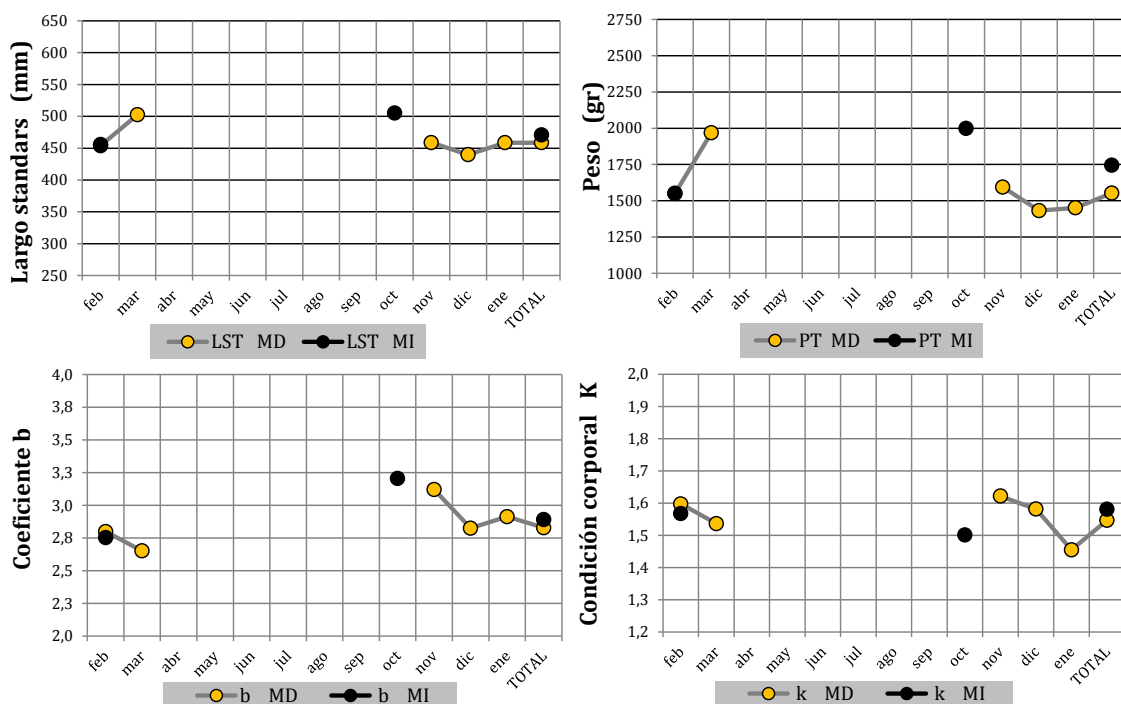 Largo standars (mm)
650
600
550
500
450
400
350
300
250
feb mar abr may jun jul ago sep oct nov dic ene TOTAL
LST MD LST MI
Peso (gr)
2750
2500
2250
2000
1750
1500
1250
1000
feb mar abr may jun jul ago sep oct nov dic ene TOTAL
PT MD PT MI
Coeficiente b
4,0
3,8
3,5
3,3
3,0
2,8
2,5
2,3
2,0
feb mar abr may jun jul ago sep oct nov dic ene TOTAL
b MD b MI
Condición corporal K
2,0
1,9
1,8
1,7
1,6
1,5
1,4
1,3
1,2
feb mar abr may jun jul ago sep oct nov dic ene TOTAL
k MD k MI